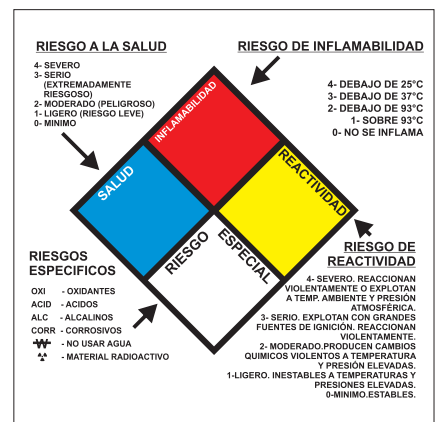 RIESGO A LA SALUD
4- SEVERO
3- SERIO
(EXTREMADAMENTE
RIESGOSO)
2- MODERADO (PELIGROSO)
1- LIGERO (RIESGO LEVE)
0- MINIMO
RIESGO DE INFLAMABILIDAD
4- DEBAJO DE 25°C
3- DEBAJO DE 37°C
2- DEBAJO DE 93°C
1- SOBRE 93°C
0- NO SE INFLAMA
INFLAMABILIDAD
SALUD
REACTIVIDAD
RIESGO
ESPECIAL
RIESGOS
ESPECIFICOS
OXI - OXIDANTES
ACID - ACIDOS
ALC - ALCALINOS
CORR - CORROSIVOS
W - NO USAR AGUA
- MATERIAL RADIOACTIVO
RIESGO DE
REACTIVIDAD
4- SEVERO. REACCIONAN
VIOLENTAMENTE O EXPLOTAN
A TEMP. AMBIENTE Y PRESIÓN
ATMOSFÉRICA.
3- SERIO. EXPLOTAN CON GRANDES
FUENTES DE IGNICIÓN. REACCIONAN
VIOLENTAMENTE.
2- MODERADO.PRODUCEN CAMBIOS
QUIMICOS VIOLENTOS A TEMPERATURA
Y PRESIÓN ELEVADAS.
1-LIGERO. INESTABLES A TEMPERATURAS Y
PRESIONES ELEVADAS.
0-MINIMO.ESTABLES.